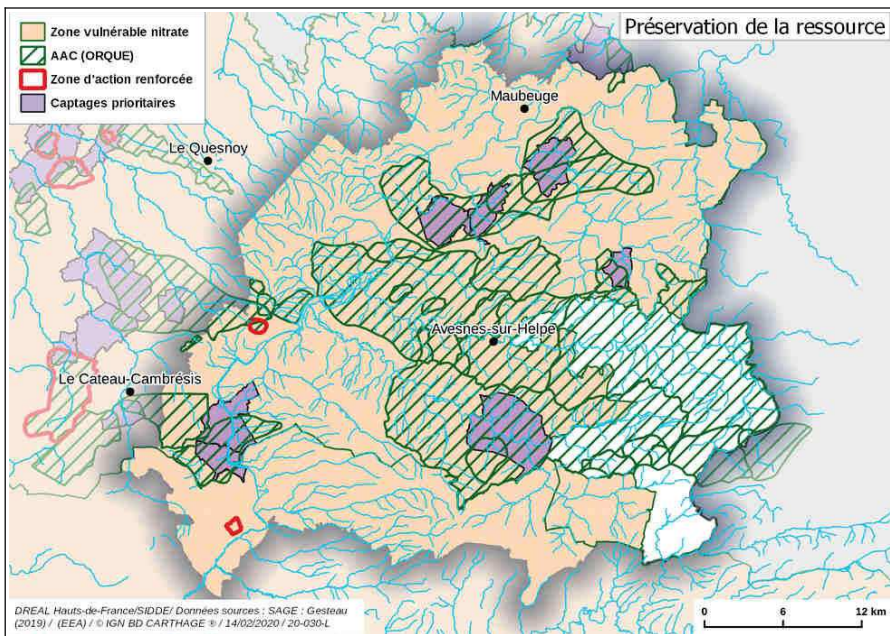 Préservation de la ressource
Zone vulnérable nitrate
AAC (ORQUE)
Zone d'action renforcée
Captages prioritaires
Maubeuge
Le Quesnoy
Avesnes-sur-Helpe
Le Cateau-Cambrésis
DREAL Hauts-de-France/SIDDE/ Données sources : SAGE : Gesteau
(2019) / (EEA) / © IGN BD CARTHAGE ® / 14/02/2020 / 20-030-L
0 6 12 km